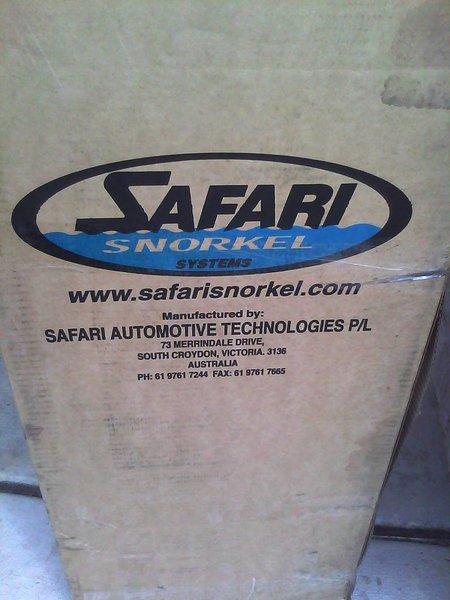 SAFARI
SNORKEL
SYSTEMS
www.safarisnorkel.com
Manufactured by:
SAFARI AUTOMOTIVE TECHNOLOGIES P/L
73 MERRINDALE DRIVE,
SOUTH CROYDON, VICTORIA. 3136
AUSTRALIA
PH: 61 9761 7244 FAX: 61 9761 7665